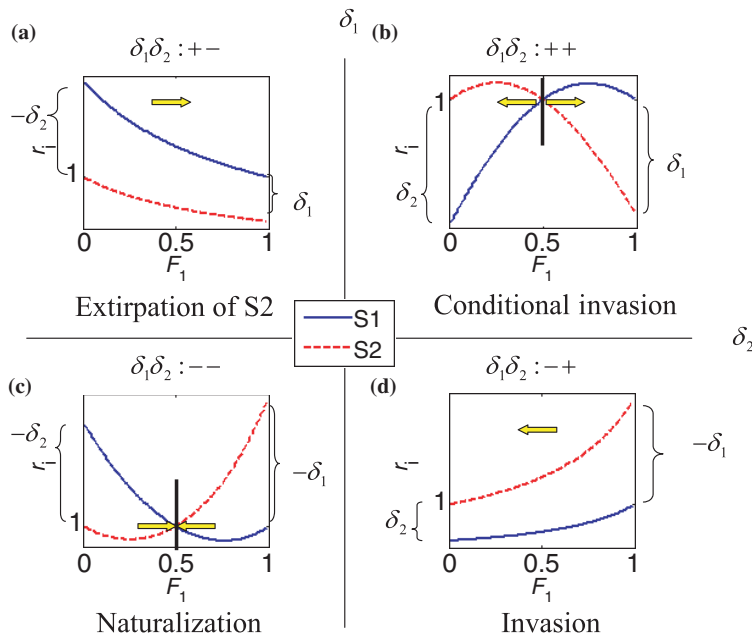 δ₁
(a)
δ₁δ₂ : + −
−δ₂
rᵢ
1
δ₁
0 0.5 1
F₁
Extirpation of S2
(b)
δ₁δ₂ : + +
1
rᵢ
δ₂
δ₁
0 0.5 1
F₁
Conditional invasion
S1
S2
δ₂
(c)
δ₁δ₂ : − −
−δ₂
rᵢ
1
−δ₁
0 0.5 1
F₁
Naturalization
(d)
δ₁δ₂ : − +
rᵢ
1
δ₂
−δ₁
0 0.5 1
F₁
Invasion